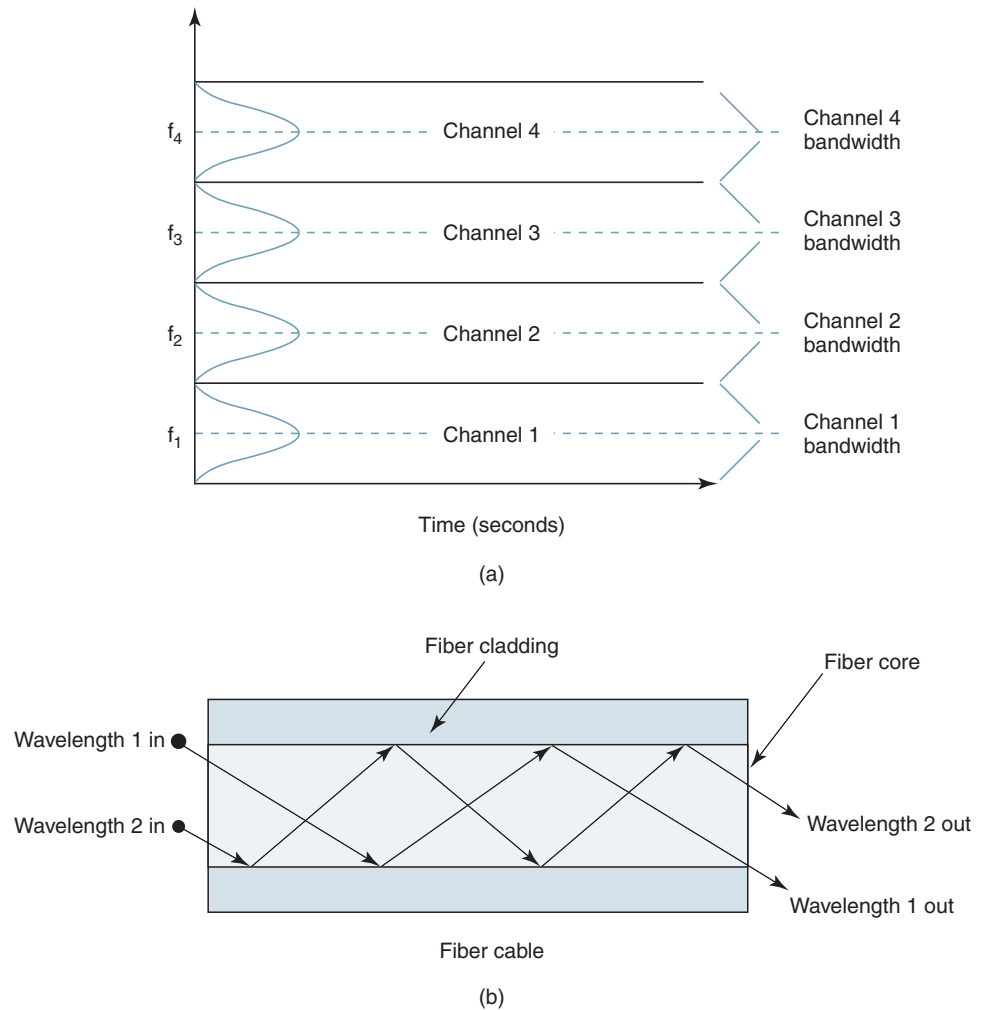 f4
Channel 4
Channel 4
bandwidth
f3
Channel 3
Channel 3
bandwidth
f2
Channel 2
Channel 2
bandwidth
f1
Channel 1
Channel 1
bandwidth
Time (seconds)
(a)
Fiber cladding
Fiber core
Wavelength 1 in
Wavelength 2 in
Wavelength 2 out
Wavelength 1 out
Fiber cable
(b)